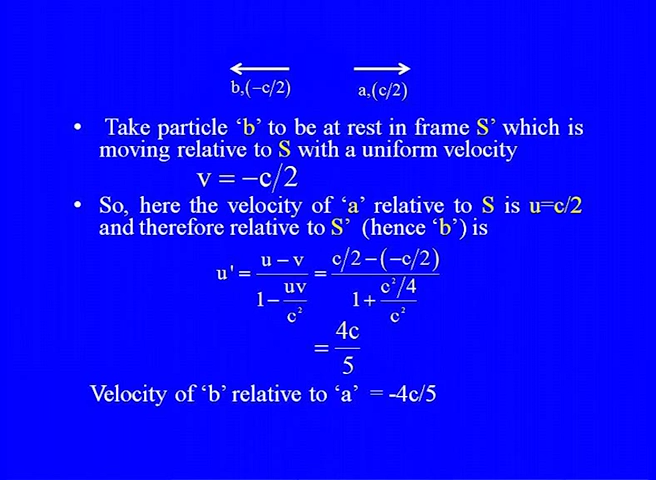 b,(−c/2) a,(c/2)
• Take particle ‘b’ to be at rest in frame S’ which is
moving relative to S with a uniform velocity
v = −c/2
• So, here the velocity of ‘a’ relative to S is u=c/2
and therefore relative to S’ (hence ‘b’) is
u' = (u − v)/(1 − uv/c²) = (c/2 − (−c/2))/(1 + (c²/4)/c²)
= 4c/5
Velocity of ‘b’ relative to ‘a’ = -4c/5